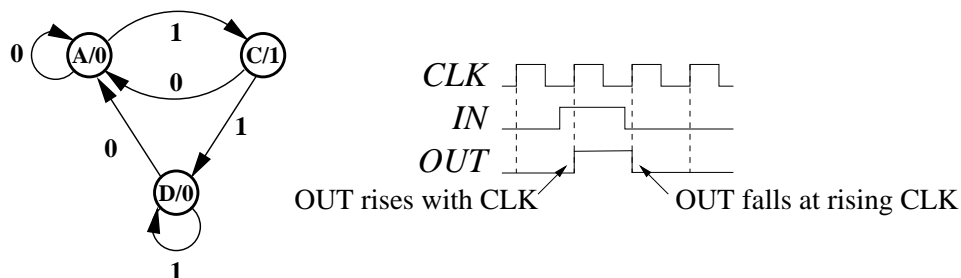 0
A/0
1
C/1
0
0
1
D/0
1
CLK
IN
OUT
OUT rises with CLK
OUT falls at rising CLK